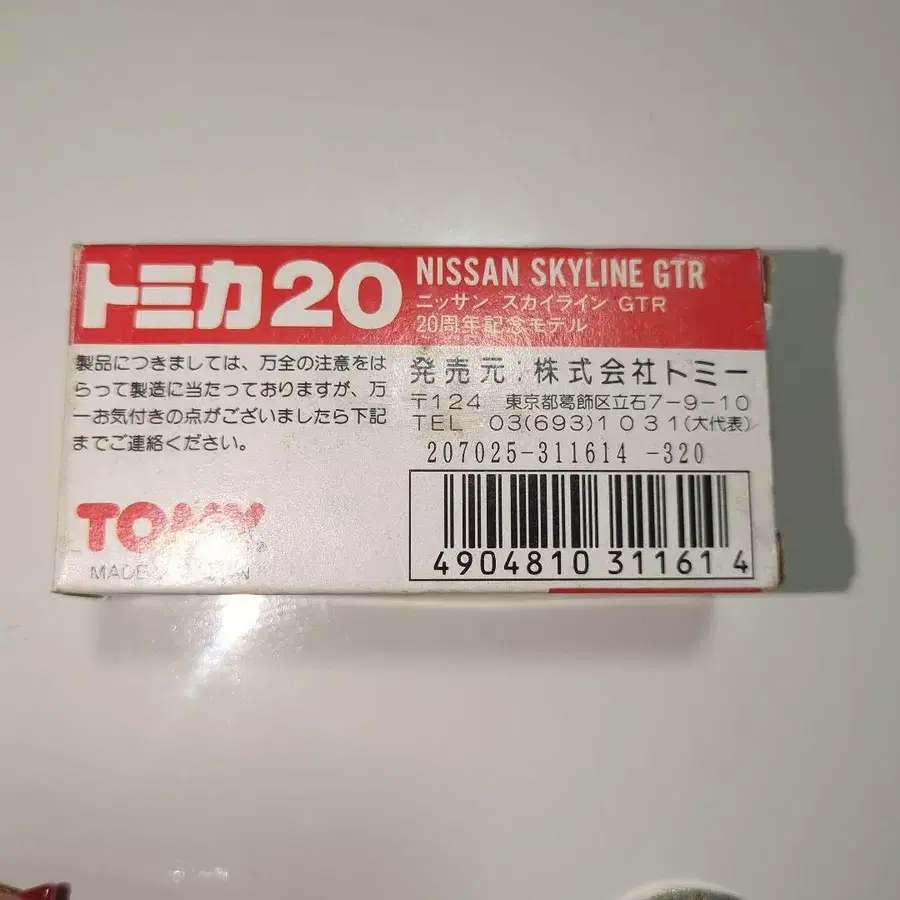 トミカ20
NISSAN SKYLINE GTR
ニッサン スカイライン GTR
20周年記念モデル
製品につきましては、万全の注意をは
らって製造に当たっておりますが、万
一お気付きの点がございましたら下記
までご連絡ください。
発売元:株式会社トミー
〒124 東京都葛飾区立石7-9-10
TEL 03(693)1031(大代表)
207025-311614 -320
TOMY
MADE
4904810 311614